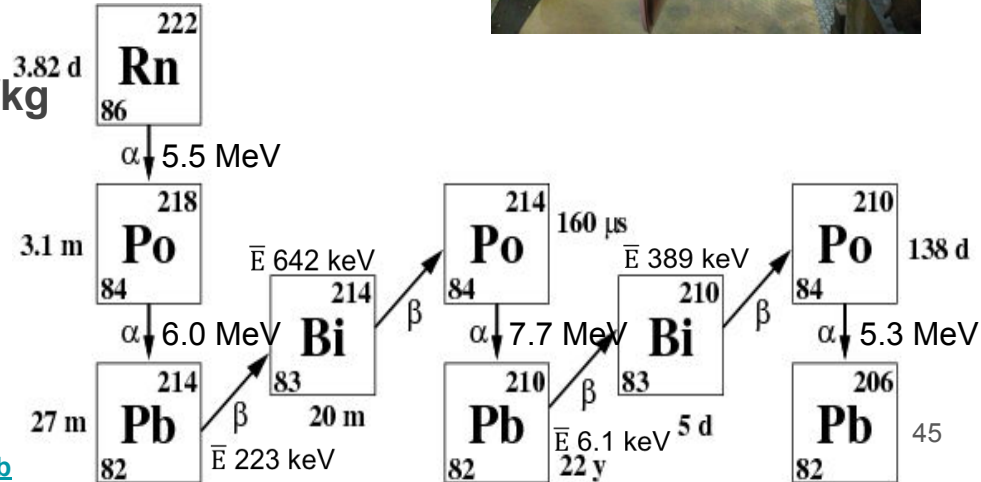 222
3.82 d Rn
kg
86
α 5.5 MeV
218 214 210
3.1 m Po Po 160 μs Po 138 d
E̅ 642 keV E̅ 389 keV
84 214 84 210 84
α 6.0 MeV Bi β α 7.7 MeV Bi β α 5.3 MeV
214 83 210 83 206
27 m Pb β 20 m Pb β 5 d Pb 45
82 E̅ 223 keV 82 E̅ 6.1 keV 22 y 82
b